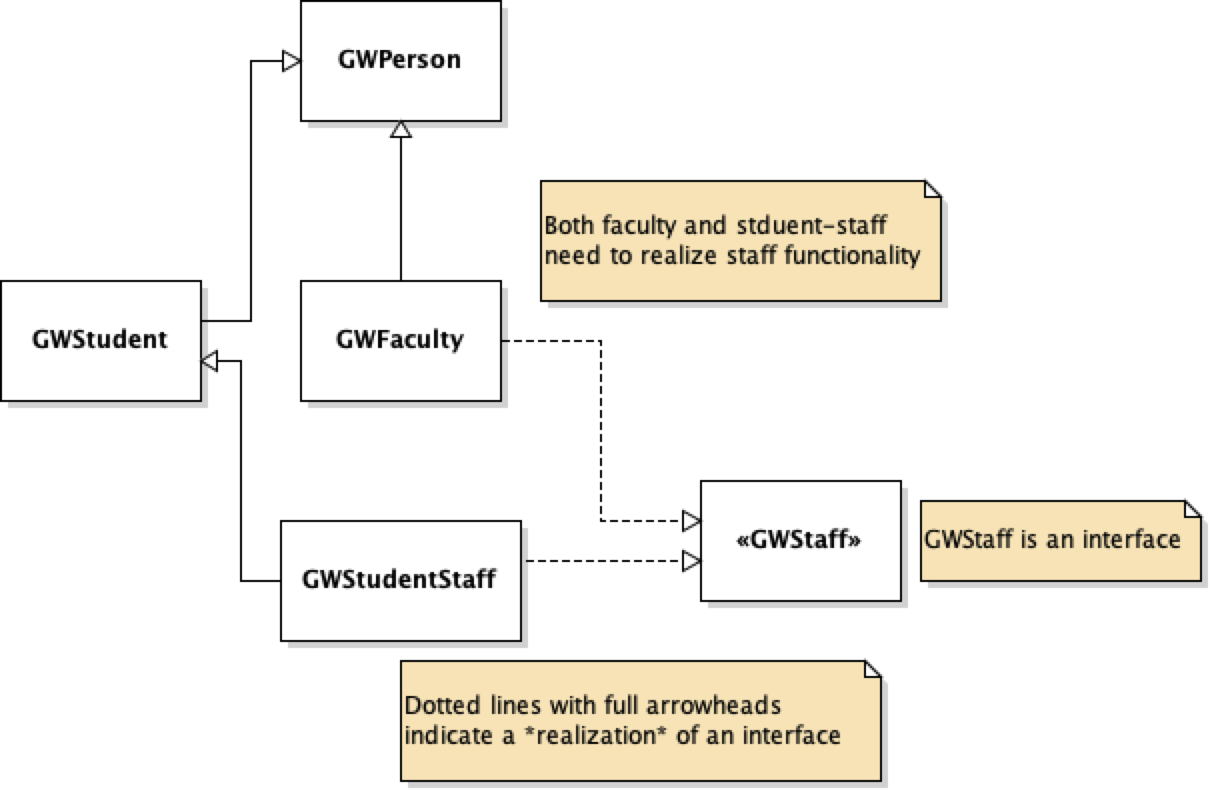 GWPerson
Both faculty and stduent-staff
need to realize staff functionality
GWStudent
GWFaculty
«GWStaff»
GWStaff is an interface
GWStudentStaff
Dotted lines with full arrowheads
indicate a *realization* of an interface